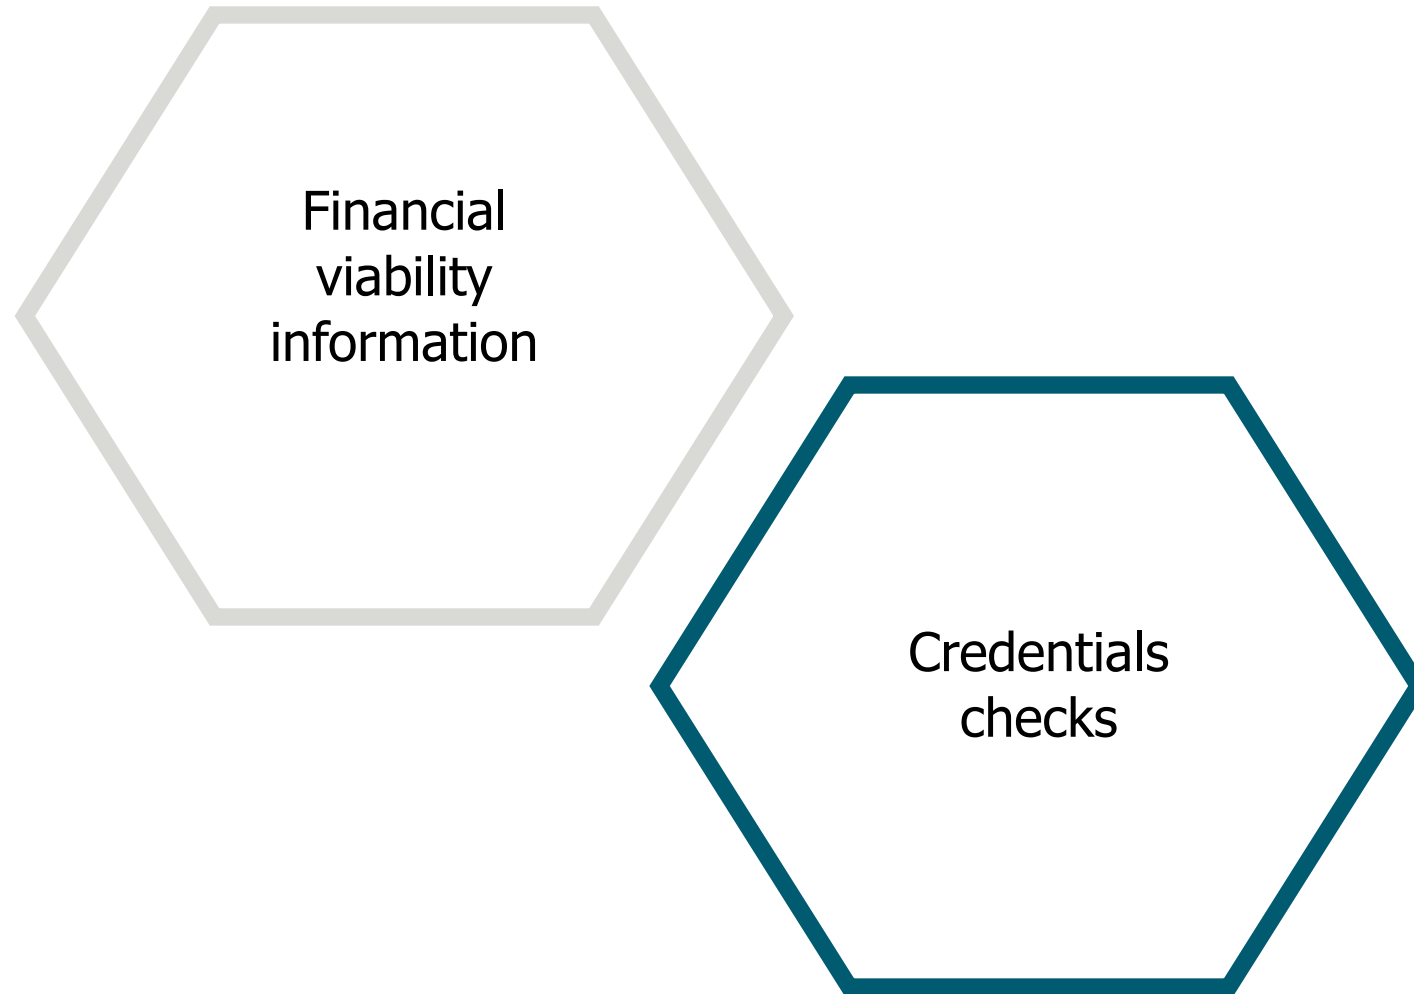 Financial
viability
information
Credentials
checks